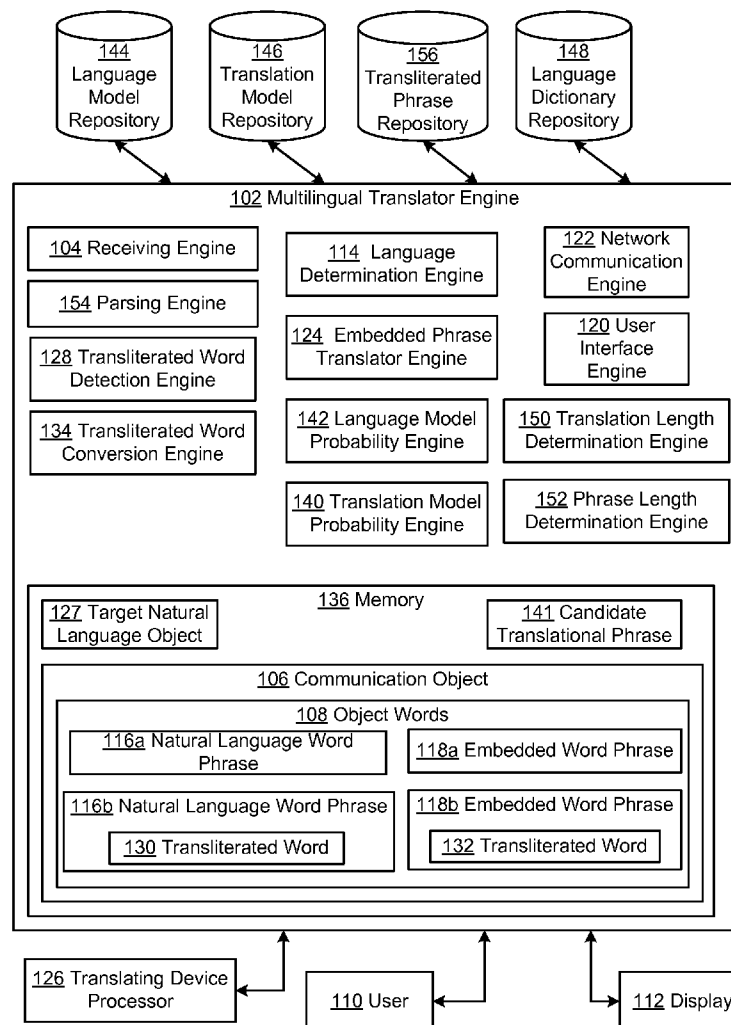 144
Language
Model
Repository
146
Translation
Model
Repository
156
Transliterated
Phrase
Repository
148
Language
Dictionary
Repository
102 Multilingual Translator Engine
104 Receiving Engine
154 Parsing Engine
128 Transliterated Word
Detection Engine
134 Transliterated Word
Conversion Engine
114 Language
Determination Engine
124 Embedded Phrase
Translator Engine
142 Language Model
Probability Engine
140 Translation Model
Probability Engine
122 Network
Communication
Engine
120 User
Interface
Engine
150 Translation Length
Determination Engine
152 Phrase Length
Determination Engine
136 Memory
127 Target Natural
Language Object
141 Candidate
Translational Phrase
106 Communication Object
108 Object Words
116a Natural Language Word
Phrase
118a Embedded Word Phrase
116b Natural Language Word Phrase
130 Transliterated Word
118b Embedded Word Phrase
132 Transliterated Word
126 Translating Device
Processor
110 User
112 Display